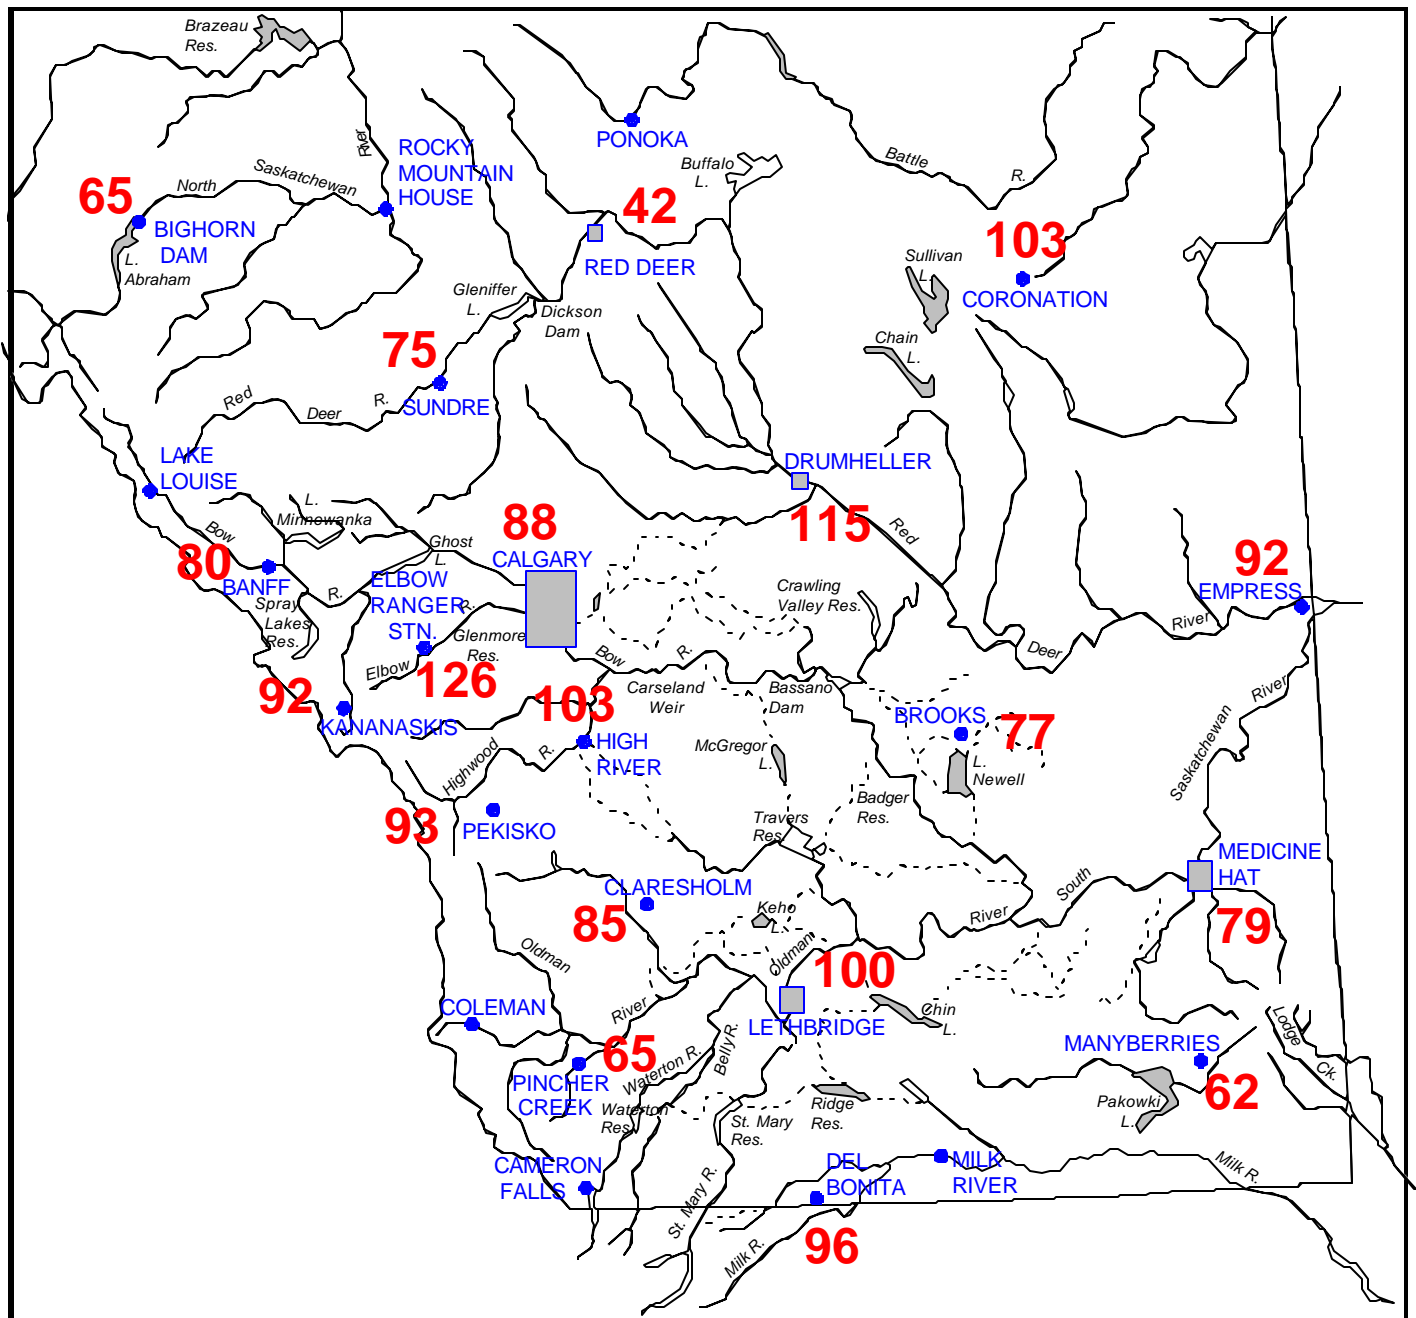 Brazeau
Res.
River
ROCKY
MOUNTAIN
HOUSE
PONOKA
Buffalo
L.
Battle
R.
North
Saskatchewan
65
BIGHORN
DAM
L.
Abraham
42
RED DEER
103
Sullivan
L.
CORONATION
Gleniffer
L.
Dickson
Dam
Chain
L.
75
SUNDRE
Red
Deer
R.
LAKE
LOUISE
DRUMHELLER
115
Red
L.
Minnewanka
88
CALGARY
Bow
Ghost
L.
80
BANFF
R.
ELBOW
RANGER
STN.
R.
Spray
Lakes
Res.
Glenmore
Res.
Elbow
126
Crawling
Valley Res.
92
EMPRESS
River
Deer
Bow
R.
Carseland
Weir
Bassano
Dam
River
Saskatchewan
92
KANANASKIS
103
HIGH
RIVER
Highwood
R.
McGregor
L.
BROOKS
77
L.
Newell
Badger
Res.
Travers
Res.
93
PEKISKO
MEDICINE
HAT
79
South
River
CLARESHOLM
85
Keho
L.
Oldman
Oldman
100
LETHBRIDGE
River
Chin
L.
COLEMAN
65
PINCHER
CREEK
Waterton R.
Belly R.
Waterton
Res.
St. Mary
Res.
Ridge
Res.
MANYBERRIES
62
Pakowki
L.
Lodge
Ck.
CAMERON
FALLS
St. Mary R.
DEL
BONITA
MILK
RIVER
Milk R.
96
Milk R.